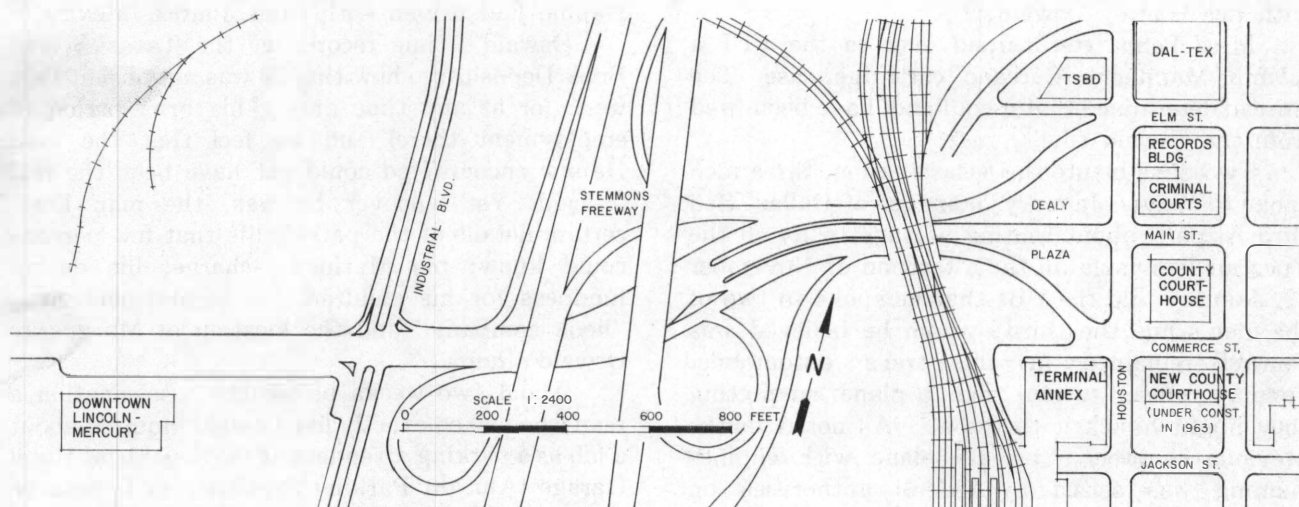 DAL-TEX
TSBD
ELM ST.
RECORDS
BLDG.
CRIMINAL
COURTS
STEMMONS
FREEWAY
INDUSTRIAL BLVD.
DEALY
PLAZA
MAIN ST.
COUNTY
COURT-
HOUSE
COMMERCE ST,
N
TERMINAL
ANNEX
HOUSTON
NEW COUNTY
COURTHOUSE
(UNDER CONST.
IN 1963)
JACKSON ST.
DOWNTOWN
LINCOLN-
MERCURY
SCALE 1: 2400
0 200 400 600 800 FEET